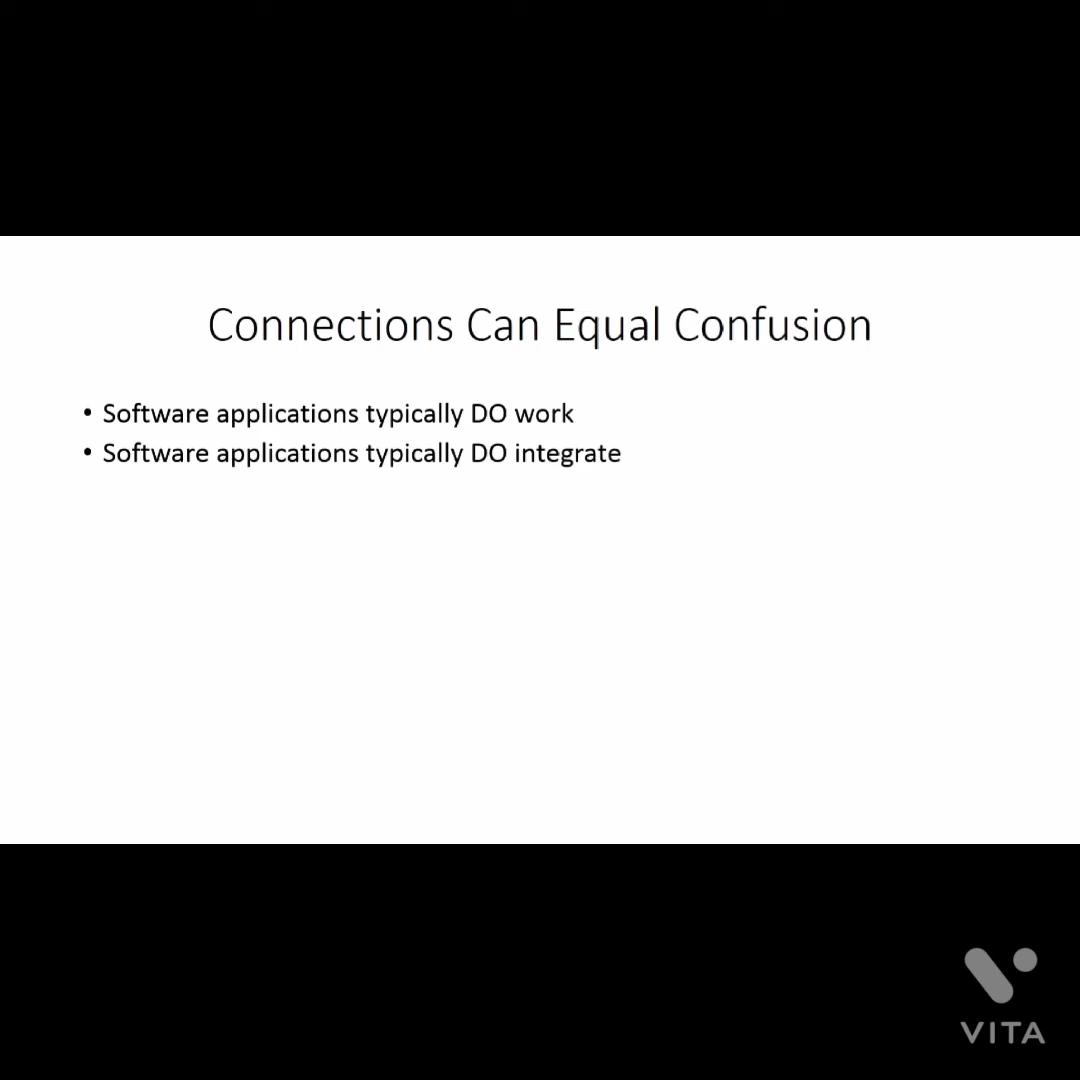 Connections Can Equal Confusion
• Software applications typically DO work
• Software applications typically DO integrate
VITA